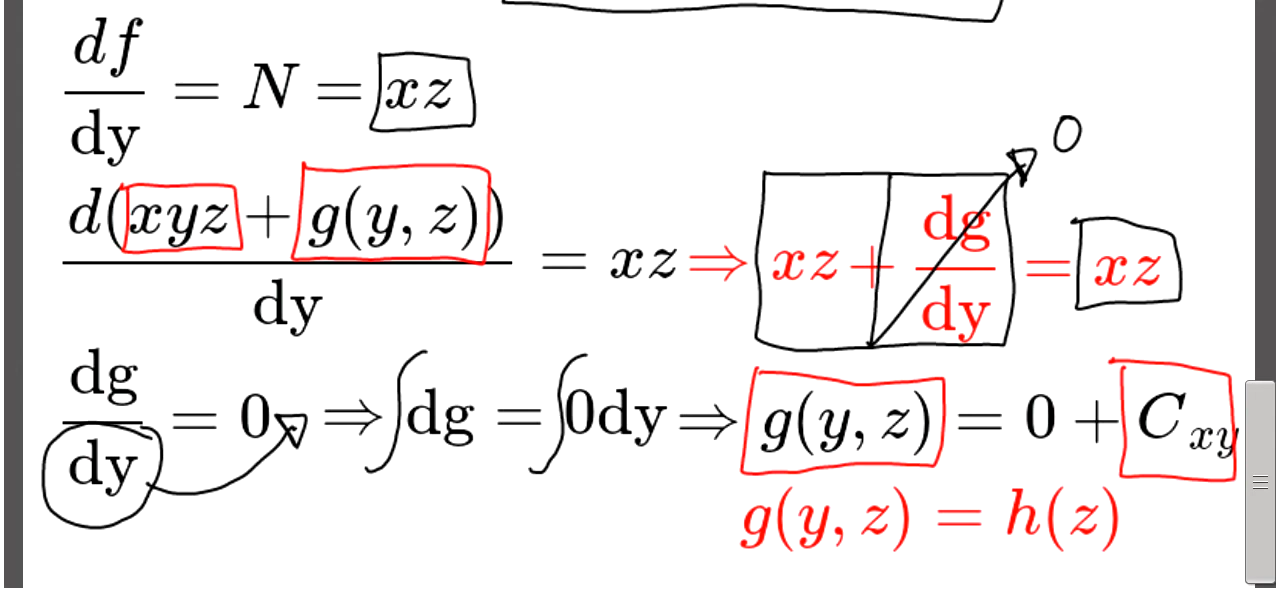 df/dy = N = xz
0
d(xyz + g(y, z))/dy = xz ⇒ xz + dg/dy = xz
dg/dy = 0 ⇒ ∫dg = ∫0dy ⇒ g(y, z) = 0 + C_xy
g(y, z) = h(z)